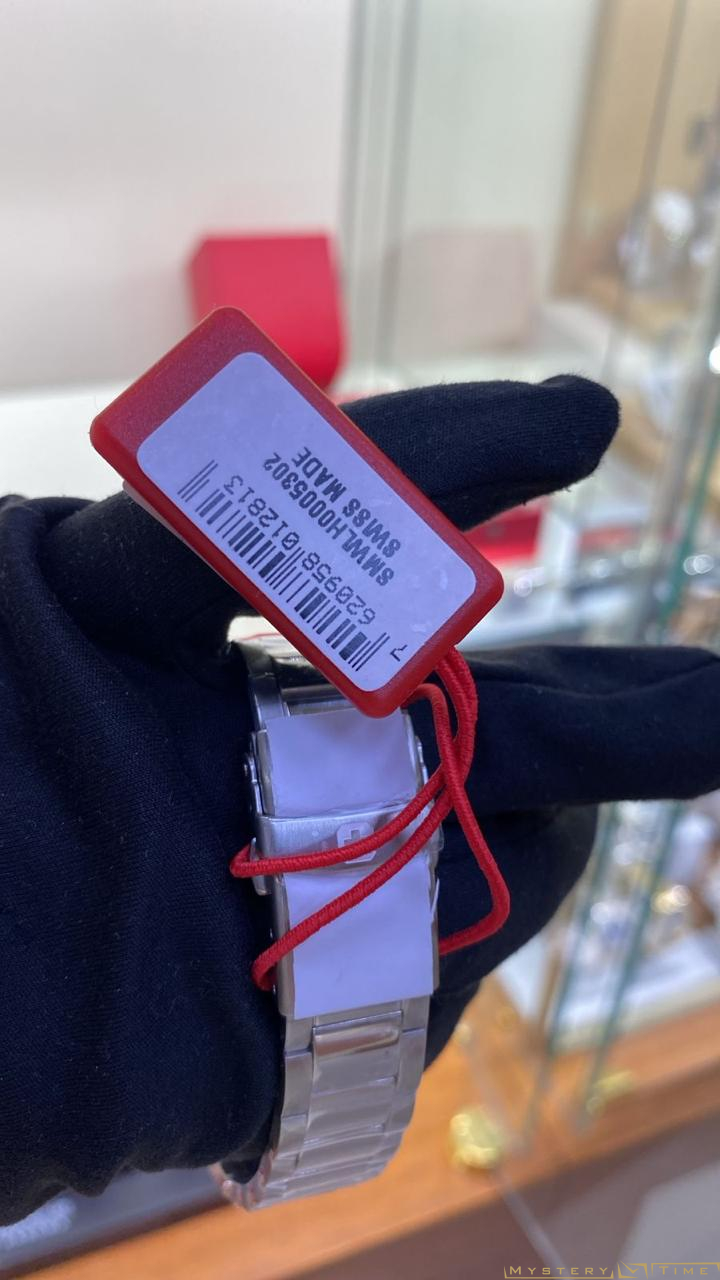 SMWLH0005302
SWISS MADE
7 620958 012813
MYSTERY TIME